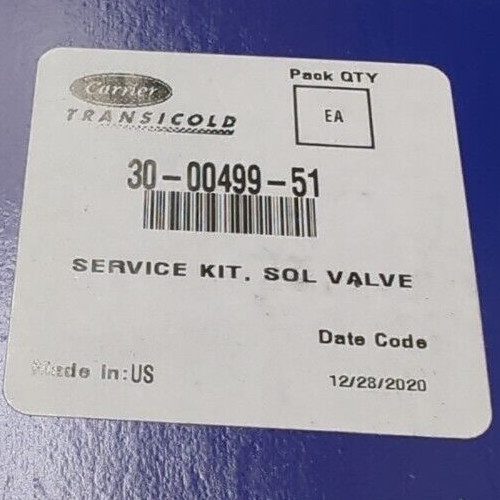 Carrier
TRANSICOLD
Pack QTY
EA
30-00499-51
SERVICE KIT, SOL VALVE
Date Code
Made In:US
12/28/2020